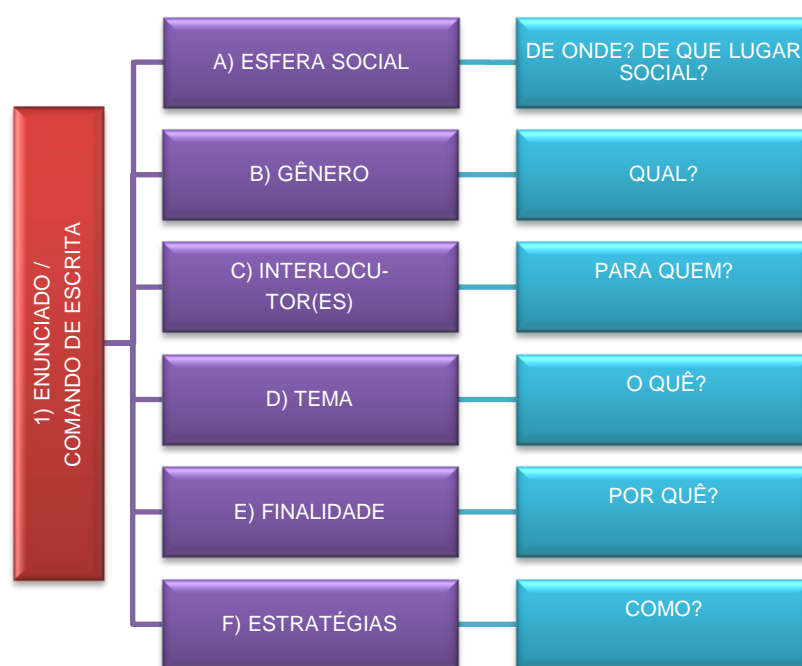 1) ENUNCIADO /
COMANDO DE ESCRITA
A) ESFERA SOCIAL
DE ONDE? DE QUE LUGAR
SOCIAL?
B) GÊNERO
QUAL?
C) INTERLOCU-
TOR(ES)
PARA QUEM?
D) TEMA
O QUÊ?
E) FINALIDADE
POR QUÊ?
F) ESTRATÉGIAS
COMO?